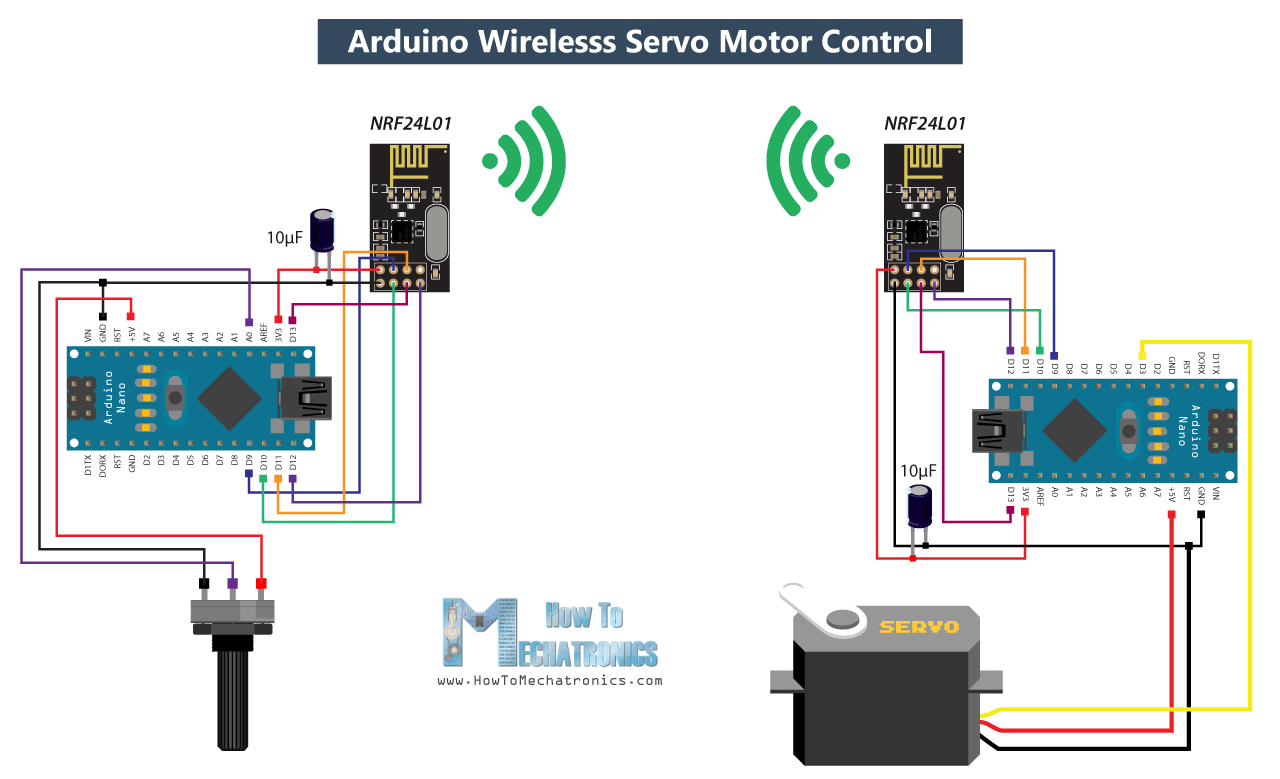 Arduino Wirelesss Servo Motor Control
NRF24L01
NRF24L01
10µF
VIN
GND
RST
+5V
A7
A6
A5
A4
A3
A2
A1
A0
AREF
3V3
D13
Arduino
Nano
D1TX
DORX
RST
GND
D2
D3
D4
D5
D6
D7
D8
D9
D10
D11
D12
D12
D11
D10
D9
D8
D7
D6
D5
D4
D3
D2
GND
RST
DORX
D1TX
Arduino
Nano
10µF
D13
3V3
AREF
A0
A1
A2
A3
A4
A5
A6
A7
+5V
RST
GND
VIN
SERVO
How To
MECHATRONICS
www.HowToMechatronics.com